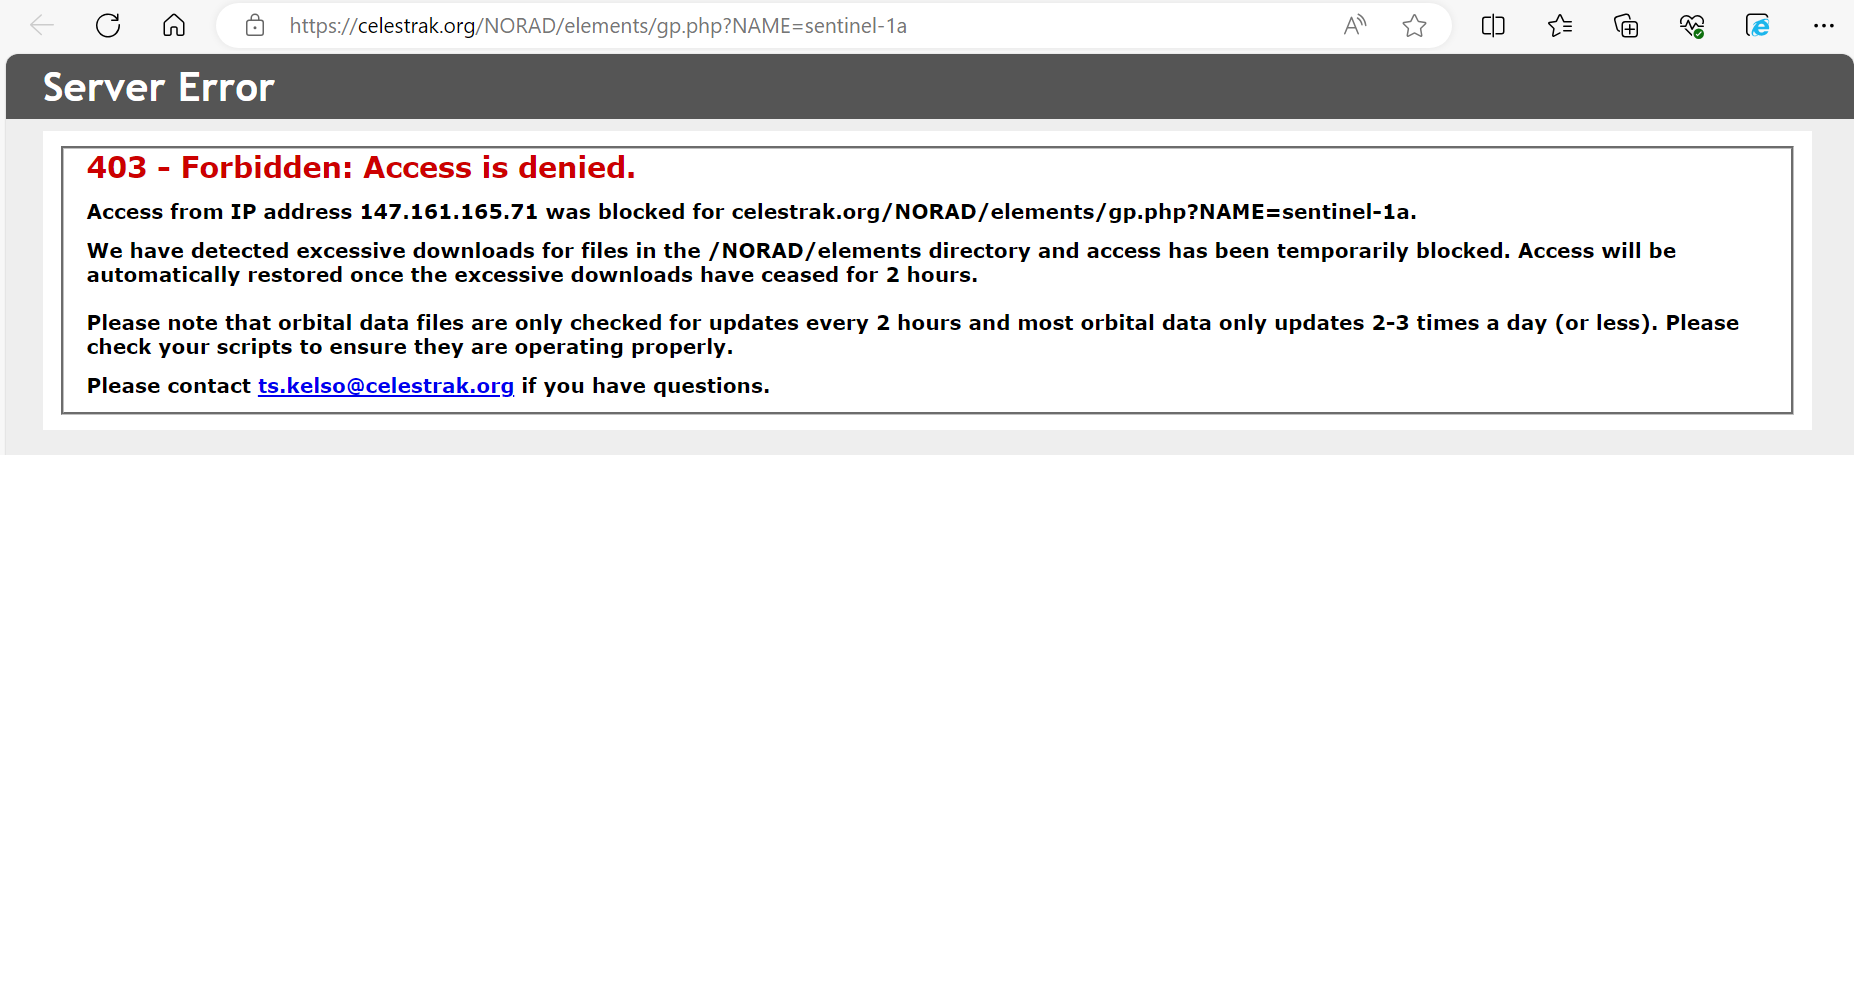 https://celestrak.org/NORAD/elements/gp.php?NAME=sentinel-1a
Server Error
403 - Forbidden: Access is denied.
Access from IP address 147.161.165.71 was blocked for celestrak.org/NORAD/elements/gp.php?NAME=sentinel-1a.
We have detected excessive downloads for files in the /NORAD/elements directory and access has been temporarily blocked. Access will be
automatically restored once the excessive downloads have ceased for 2 hours.
Please note that orbital data files are only checked for updates every 2 hours and most orbital data only updates 2-3 times a day (or less). Please
check your scripts to ensure they are operating properly.
Please contact ts.kelso@celestrak.org if you have questions.